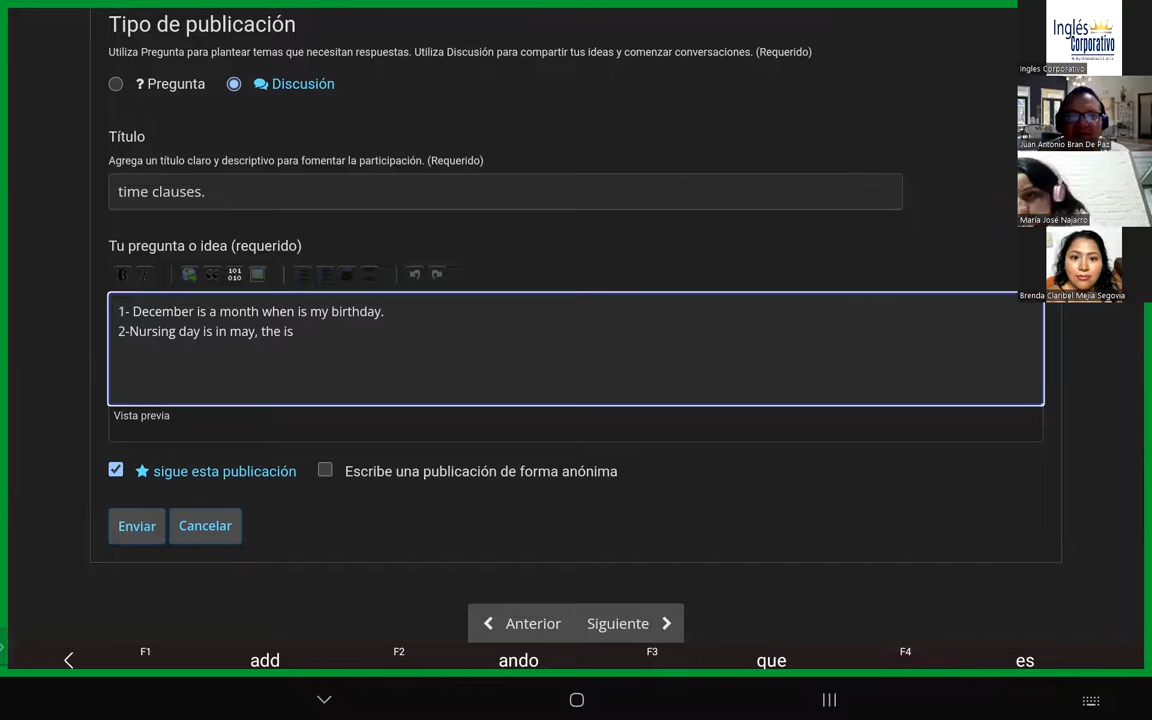 Tipo de publicación
Utiliza Pregunta para plantear temas que necesitan respuestas. Utiliza Discusión para compartir tus ideas y comenzar conversaciones. (Requerido)
? Pregunta Discusión
Título
Agrega un título claro y descriptivo para fomentar la participación. (Requerido)
time clauses.
Tu pregunta o idea (requerido)
B I 101 010
1- December is a month when is my birthday.
2-Nursing day is in may, the is
Vista previa
sigue esta publicación Escribe una publicación de forma anónima
Enviar Cancelar
Anterior Siguiente
F1 F2 F3 F4
add ando que es
Inglés
Corporativo
Ingles Corporativo
Juan Antonio Bran De Paz
María José Najarro
Brenda Claribel Mejía Segovia